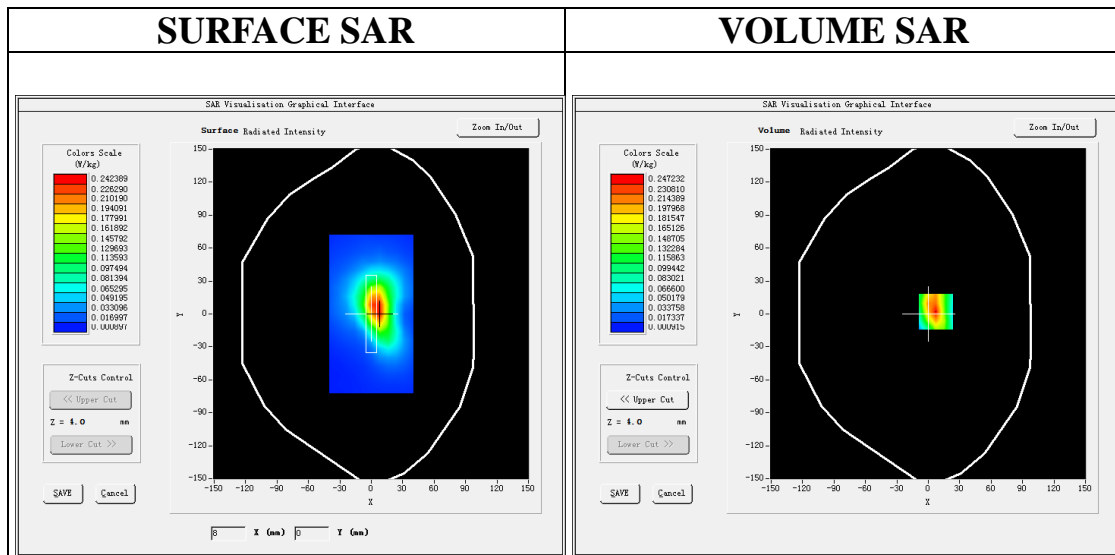 SURFACE SAR
VOLUME SAR
SAR Visualisation Graphical Interface
Surface Radiated Intensity
Zoom In/Out
Colors Scale
(W/kg)
0.242389
0.226290
0.210190
0.194091
0.177991
0.161892
0.145792
0.129693
0.113593
0.097494
0.081394
0.065295
0.049195
0.033096
0.016997
0.000897
150
120
90
60
30
0
-30
-60
-90
-120
-150
Y
-150 -120 -90 -60 -30 0 30 60 90 120 150
X
Z-Cuts Control
<< Upper Cut
Z = 4.0 mm
Lower Cut >>
SAVE Cancel
8 X (mm) 0 Y (mm)
SAR Visualisation Graphical Interface
Volume Radiated Intensity
Zoom In/Out
Colors Scale
(W/kg)
0.247232
0.230810
0.214389
0.197968
0.181547
0.165126
0.148705
0.132284
0.115863
0.099442
0.083021
0.066600
0.050179
0.033758
0.017337
0.000915
150
120
90
60
30
0
-30
-60
-90
-120
-150
Y
-150 -120 -90 -60 -30 0 30 60 90 120 150
X
Z-Cuts Control
<< Upper Cut
Z = 4.0 mm
Lower Cut >>
SAVE Cancel